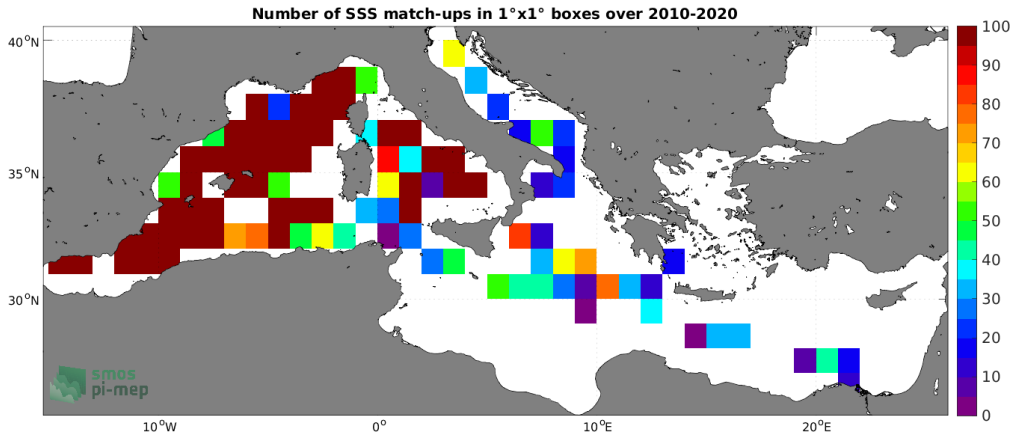 Number of SSS match-ups in 1°x1° boxes over 2010-2020
40°N
35°N
30°N
10°W
0°
10°E
20°E
100
90
80
70
60
50
40
30
20
10
0
smos
pi-mep